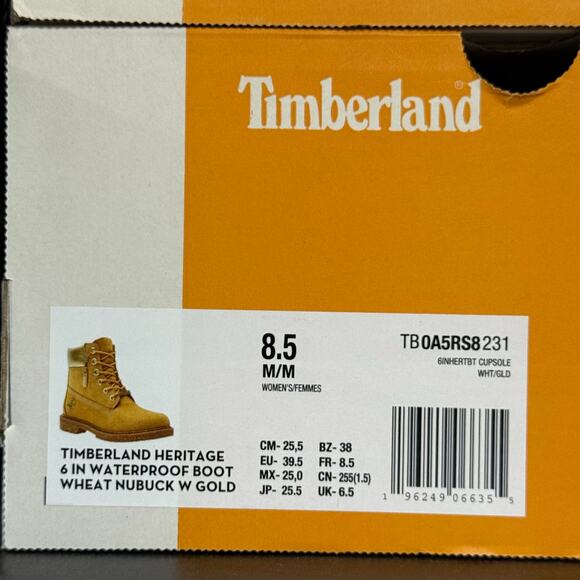 Timberland®
8.5
M/M
WOMEN'S/FEMMES
TB0A5RS8231
6INHERTBT CUPSOLE
WHT/GLD
TIMBERLAND HERITAGE
6 IN WATERPROOF BOOT
WHEAT NUBUCK W GOLD
CM- 25,5 BZ- 38
EU- 39.5 FR- 8.5
MX- 25,0 CN- 255(1.5)
JP- 25.5 UK- 6.5
1 96249 06635 5